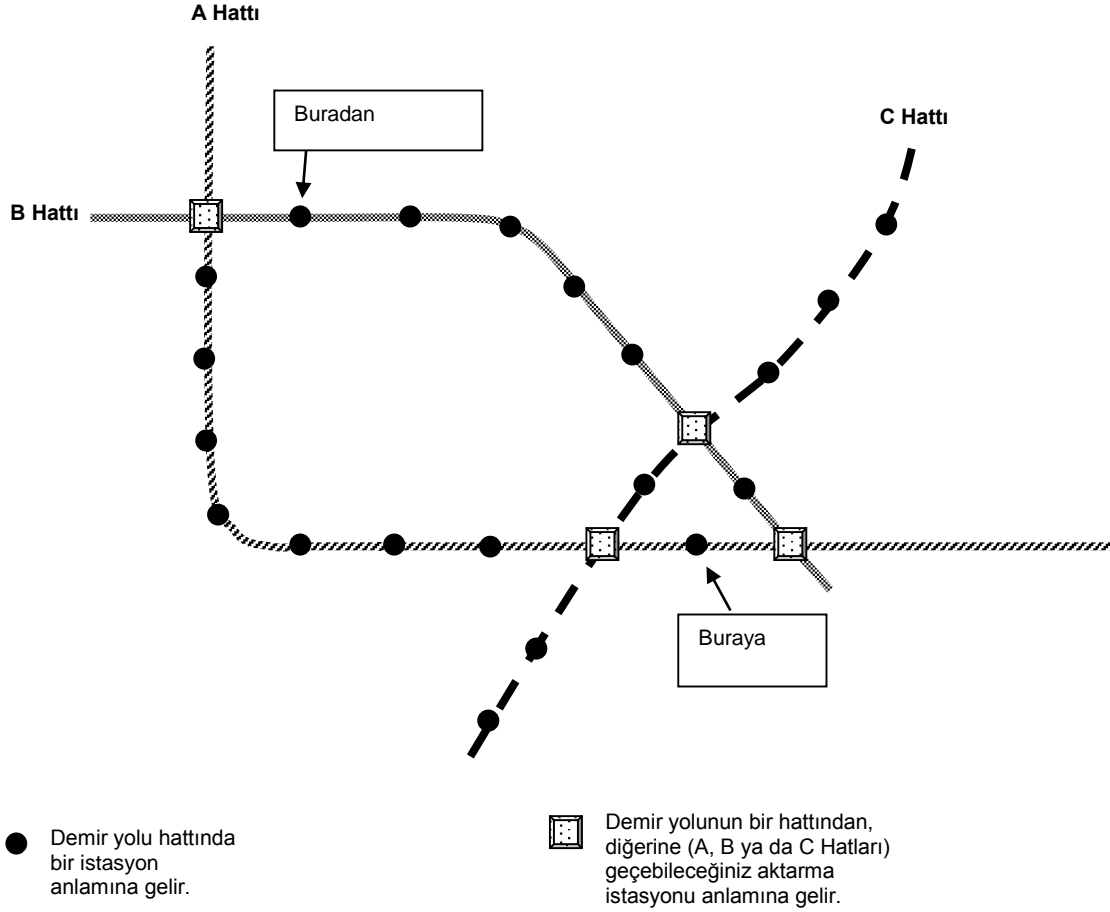 A Hattı
Buradan
C Hattı
B Hattı
Buraya
Demir yolu hattında
bir istasyon
anlamına gelir.
Demir yolunun bir hattından,
diğerine (A, B ya da C Hatları)
geçebileceğiniz aktarma
istasyonu anlamına gelir.